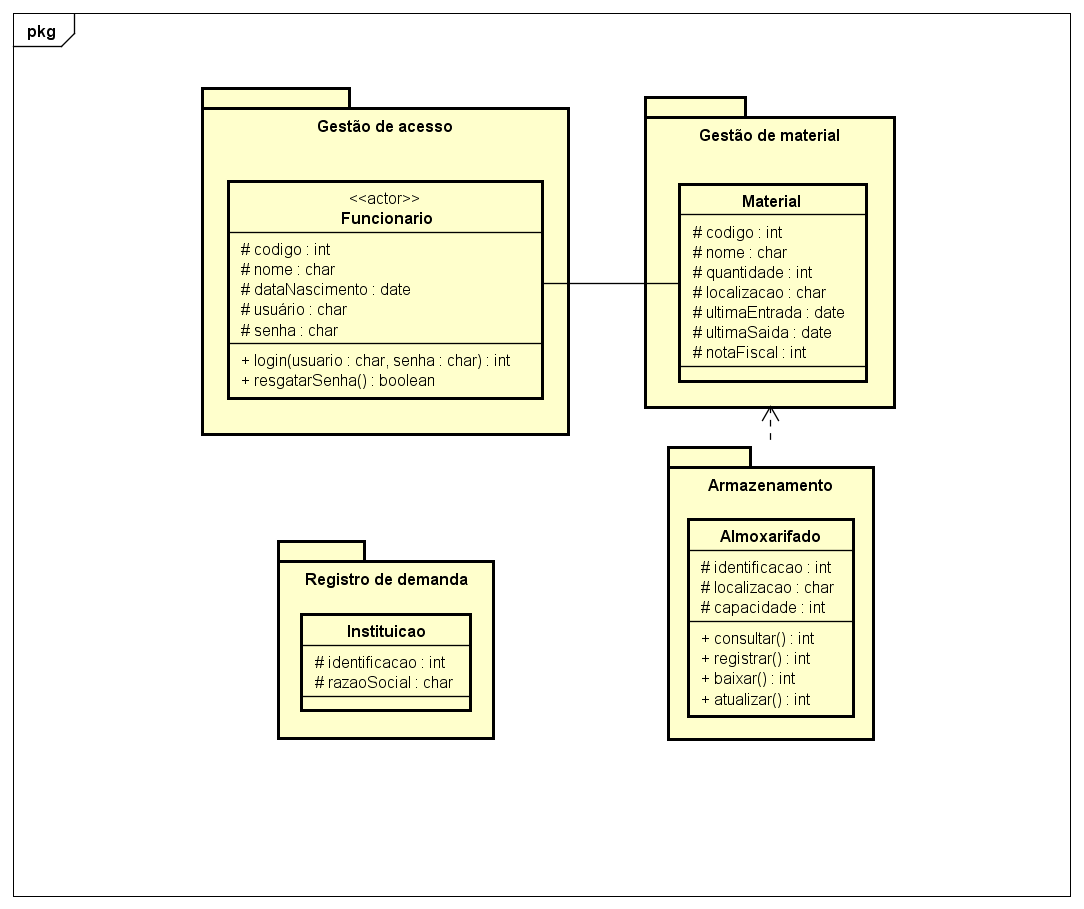 pkg
Gestão de acesso
<<actor>>
Funcionario
# codigo : int
# nome : char
# dataNascimento : date
# usuário : char
# senha : char
+ login(usuario : char, senha : char) : int
+ resgatarSenha() : boolean
Gestão de material
Material
# codigo : int
# nome : char
# quantidade : int
# localizacao : char
# ultimaEntrada : date
# ultimaSaida : date
# notaFiscal : int
Registro de demanda
Instituicao
# identificacao : int
# razaoSocial : char
Armazenamento
Almoxarifado
# identificacao : int
# localizacao : char
# capacidade : int
+ consultar() : int
+ registrar() : int
+ baixar() : int
+ atualizar() : int